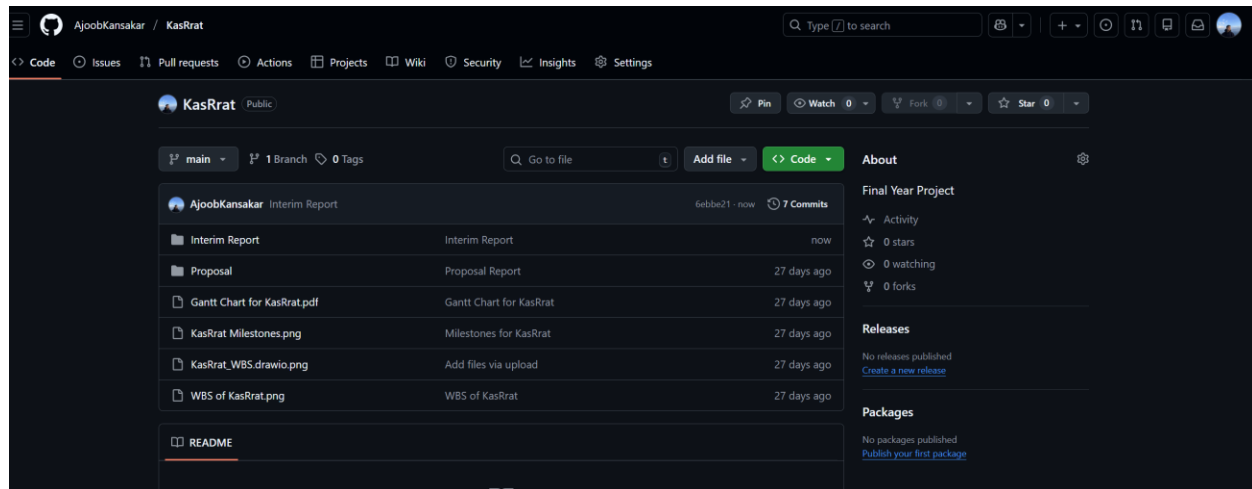 AjoobKansakar / KasRrat
Type / to search
Code Issues Pull requests Actions Projects Wiki Security Insights Settings
KasRrat Public
Pin Watch 0 Fork 0 Star 0
main 1 Branch 0 Tags Go to file t Add file Code
AjoobKansakar Interim Report 6ebbe21 · now 7 Commits
Interim Report Interim Report now
Proposal Proposal Report 27 days ago
Gantt Chart for KasRrat.pdf Gantt Chart for KasRrat 27 days ago
KasRrat Milestones.png Milestones for KasRrat 27 days ago
KasRrat_WBS.drawio.png Add files via upload 27 days ago
WBS of KasRrat.png WBS of KasRrat 27 days ago
README
About
Final Year Project
Activity
0 stars
0 watching
0 forks
Releases
No releases published
Create a new release
Packages
No packages published
Publish your first package